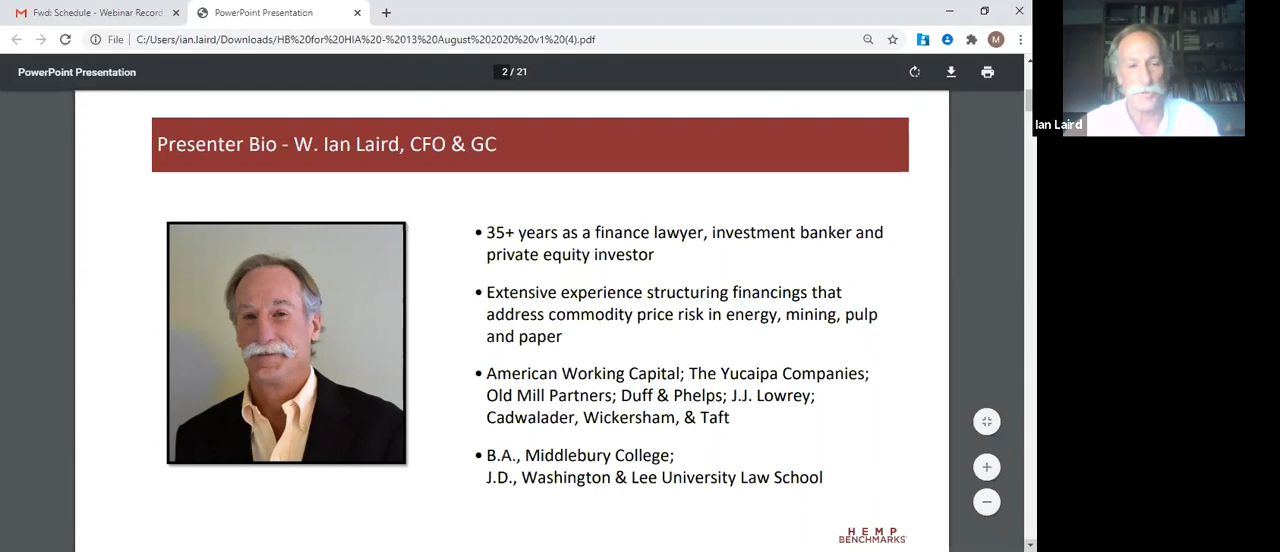 Fwd: Schedule - Webinar Record
PowerPoint Presentation
File
C:/Users/ian.laird/Downloads/HB%20for%20HIA%20-%2013%20August%202020%20v1%20(4).pdf
M
PowerPoint Presentation
2 / 21
Ian Laird
Presenter Bio - W. Ian Laird, CFO & GC
• 35+ years as a finance lawyer, investment banker and
private equity investor
• Extensive experience structuring financings that
address commodity price risk in energy, mining, pulp
and paper
• American Working Capital; The Yucaipa Companies;
Old Mill Partners; Duff & Phelps; J.J. Lowrey;
Cadwalader, Wickersham, & Taft
• B.A., Middlebury College;
J.D., Washington & Lee University Law School
HEMP
BENCHMARKS